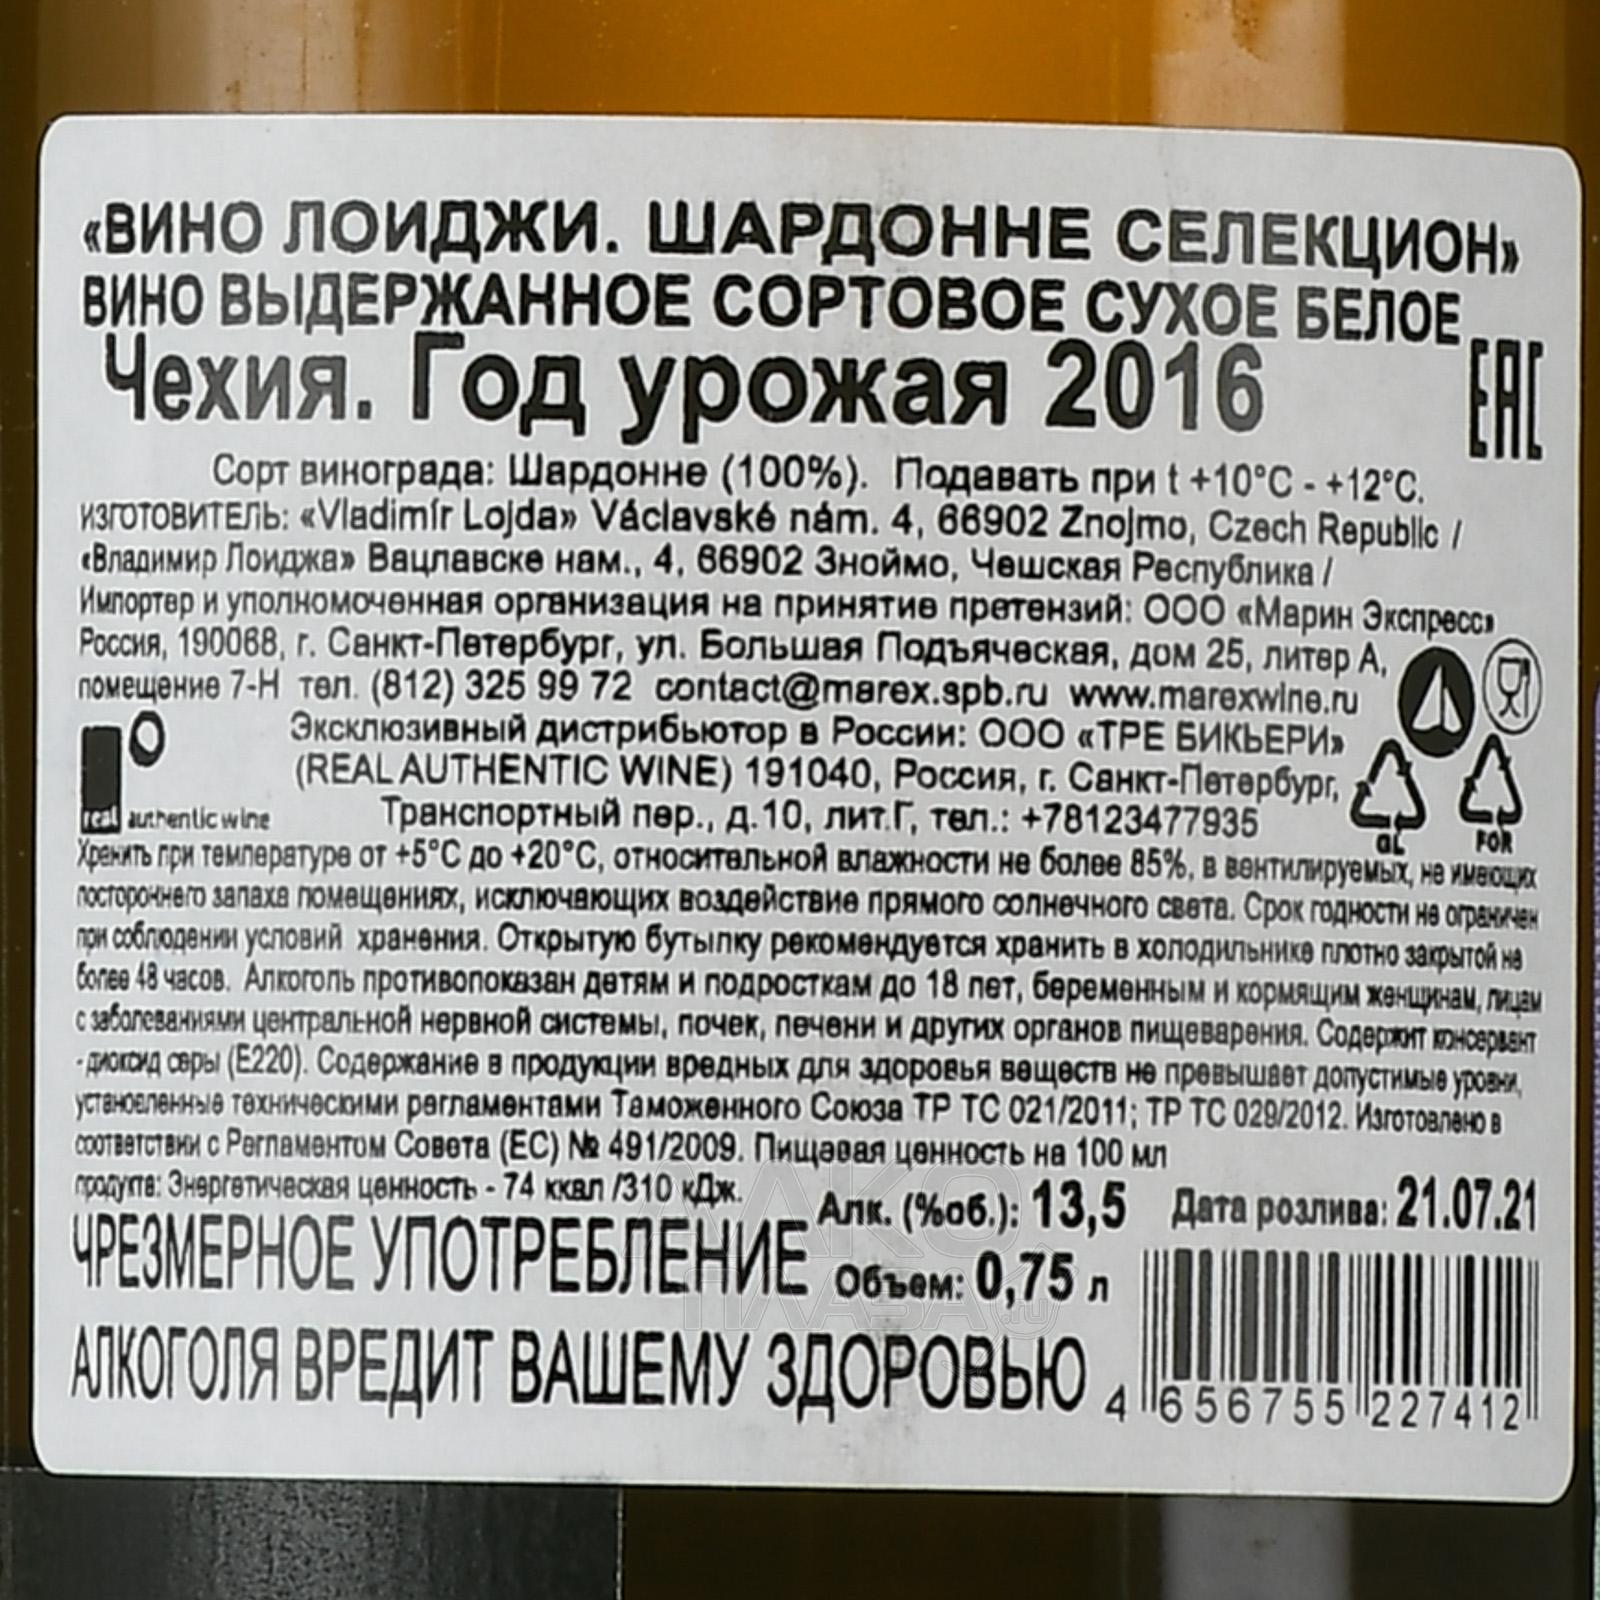 «ВИНО ЛОИДЖИ. ШАРДОННЕ СЕЛЕКЦИОН»
ВИНО ВЫДЕРЖАННОЕ СОРТОВОЕ СУХОЕ БЕЛОЕ
Чехия. Год урожая 2016
EAC
Сорт винограда: Шардонне (100%). Подавать при t +10°C - +12°C.
ИЗГОТОВИТЕЛЬ: «Vladimír Lojda» Václavské nám. 4, 66902 Znojmo, Czech Republic /
«Владимир Лоиджа» Вацлавске нам., 4, 66902 Зноймо, Чешская Республика /
Импортер и уполномоченная организация на принятие претензий: ООО «Марин Экспресс»
Россия, 190068, г. Санкт-Петербург, ул. Большая Подъяческая, дом 25, литер А,
помещение 7-Н тел. (812) 325 99 72 contact@marex.spb.ru www.marexwine.ru
Эксклюзивный дистрибьютор в России: ООО «ТРЕ БИКЬЕРИ»
(REAL AUTHENTIC WINE) 191040, Россия, г. Санкт-Петербург,
Транспортный пер., д.10, лит.Г, тел.: +78123477935
real authentic wine
GL
FOR
Хранить при температуре от +5°C до +20°C, относительной влажности не более 85%, в вентилируемых, не имеющих
постороннего запаха помещениях, исключающих воздействие прямого солнечного света. Срок годности не ограничен
при соблюдении условий хранения. Открытую бутылку рекомендуется хранить в холодильнике плотно закрытой не
более 48 часов. Алкоголь противопоказан детям и подросткам до 18 лет, беременным и кормящим женщинам, лицам
с заболеваниями центральной нервной системы, почек, печени и других органов пищеварения. Содержит консервант
- диоксид серы (Е220). Содержание в продукции вредных для здоровья веществ не превышает допустимые уровни,
установленные техническими регламентами Таможенного Союза ТР ТС 021/2011; ТР ТС 029/2012. Изготовлено в
соответствии с Регламентом Совета (ЕС) № 491/2009. Пищевая ценность на 100 мл
продукта: Энергетическая ценность - 74 ккал /310 кДж.
Алк. (%об.): 13,5 Дата розлива: 21.07.21
ЧРЕЗМЕРНОЕ УПОТРЕБЛЕНИЕ
Объем: 0,75 л
АЛКОГОЛЯ ВРЕДИТ ВАШЕМУ ЗДОРОВЬЮ
4 656755 227412
АЛКО
ПЛАЗА.ru